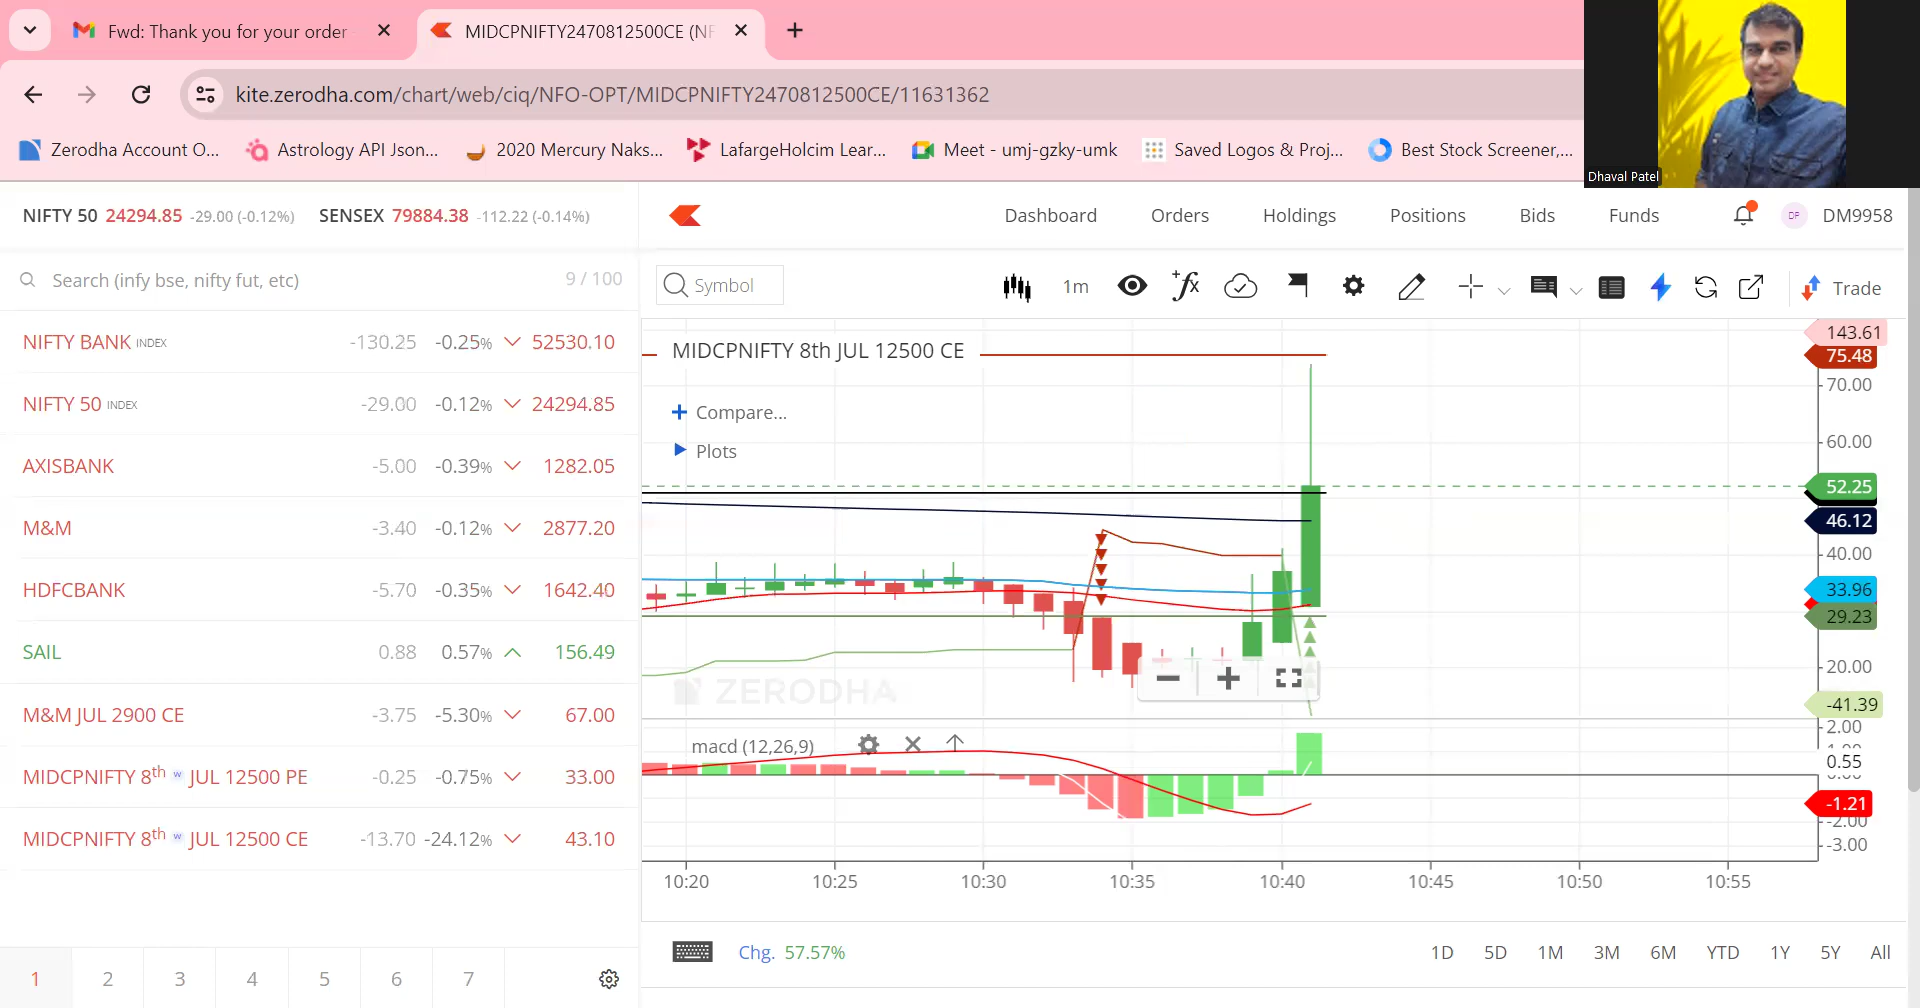 Fwd: Thank you for your order
MIDCPNIFTY2470812500CE (NF
kite.zerodha.com/chart/web/ciq/NFO-OPT/MIDCPNIFTY2470812500CE/11631362
Zerodha Account O... Astrology API Json... 2020 Mercury Naks... LafargeHolcim Lear... Meet - umj-gzky-umk Saved Logos & Proj... Best Stock Screener,...
Dhaval Patel
NIFTY 50 24294.85 -29.00 (-0.12%) SENSEX 79884.38 -112.22 (-0.14%)
Dashboard Orders Holdings Positions Bids Funds DP DM9958
Search (infy bse, nifty fut, etc) 9 / 100
Symbol 1m Trade
NIFTY BANK INDEX -130.25 -0.25% 52530.10
NIFTY 50 INDEX -29.00 -0.12% 24294.85
AXISBANK -5.00 -0.39% 1282.05
M&M -3.40 -0.12% 2877.20
HDFCBANK -5.70 -0.35% 1642.40
SAIL 0.88 0.57% 156.49
M&M JUL 2900 CE -3.75 -5.30% 67.00
MIDCPNIFTY 8th w JUL 12500 PE -0.25 -0.75% 33.00
MIDCPNIFTY 8th w JUL 12500 CE -13.70 -24.12% 43.10
1 2 3 4 5 6 7
MIDCPNIFTY 8th JUL 12500 CE
Compare...
Plots
ZERODHA
143.61
75.48
70.00
60.00
52.25
46.12
40.00
33.96
29.23
20.00
-41.39
macd (12,26,9)
2.00
0.55
-1.21
-2.00
-3.00
10:20 10:25 10:30 10:35 10:40 10:45 10:50 10:55
Chg. 57.57% 1D 5D 1M 3M 6M YTD 1Y 5Y All